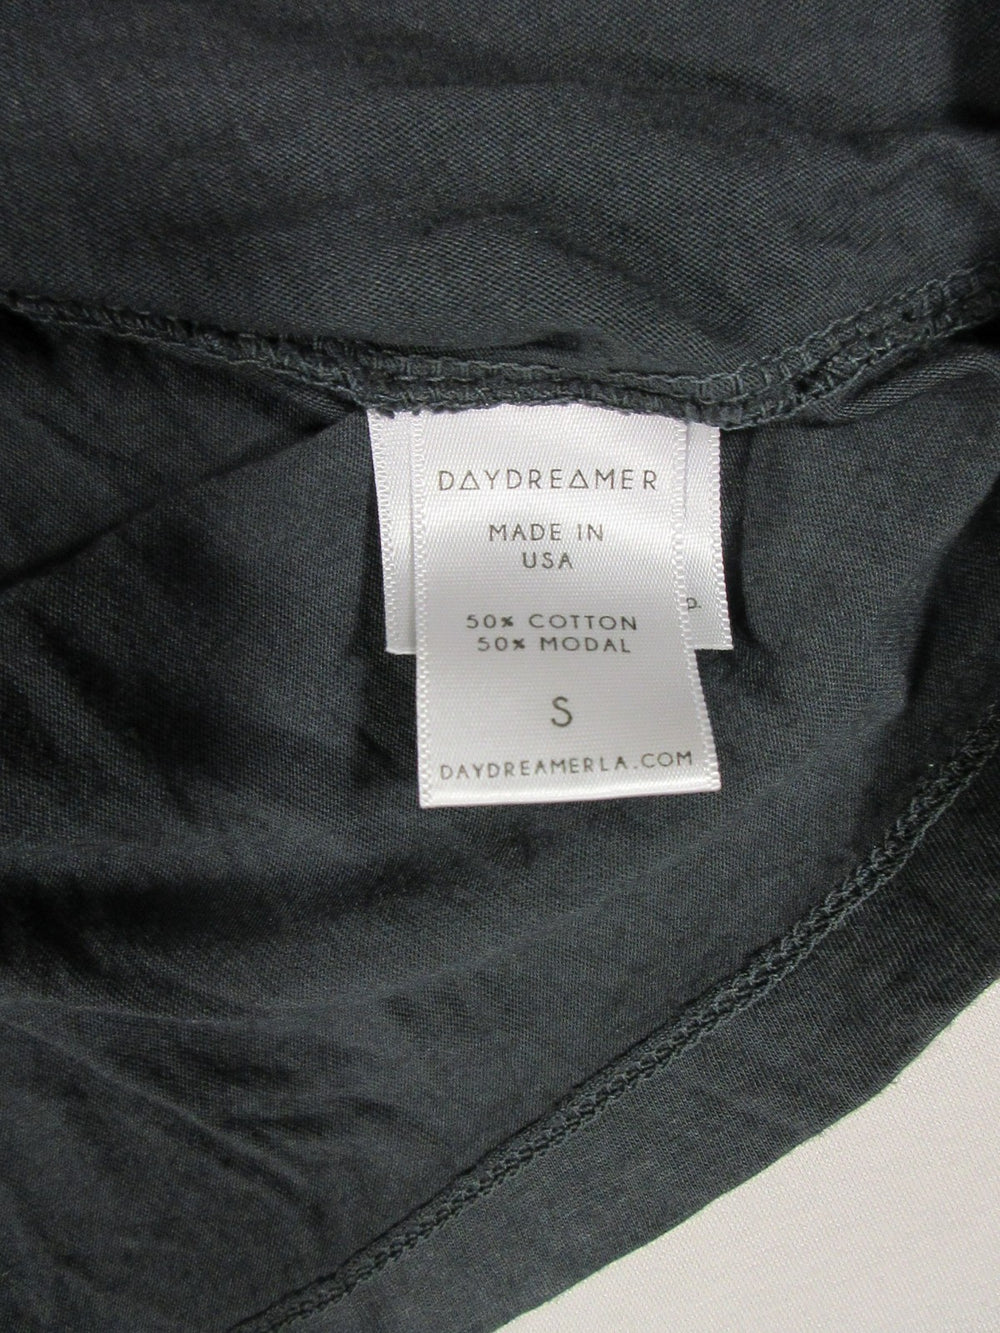 DAYDREAMER
MADE IN
USA
50% COTTON
50% MODAL
S
DAYDREAMERLA.COM